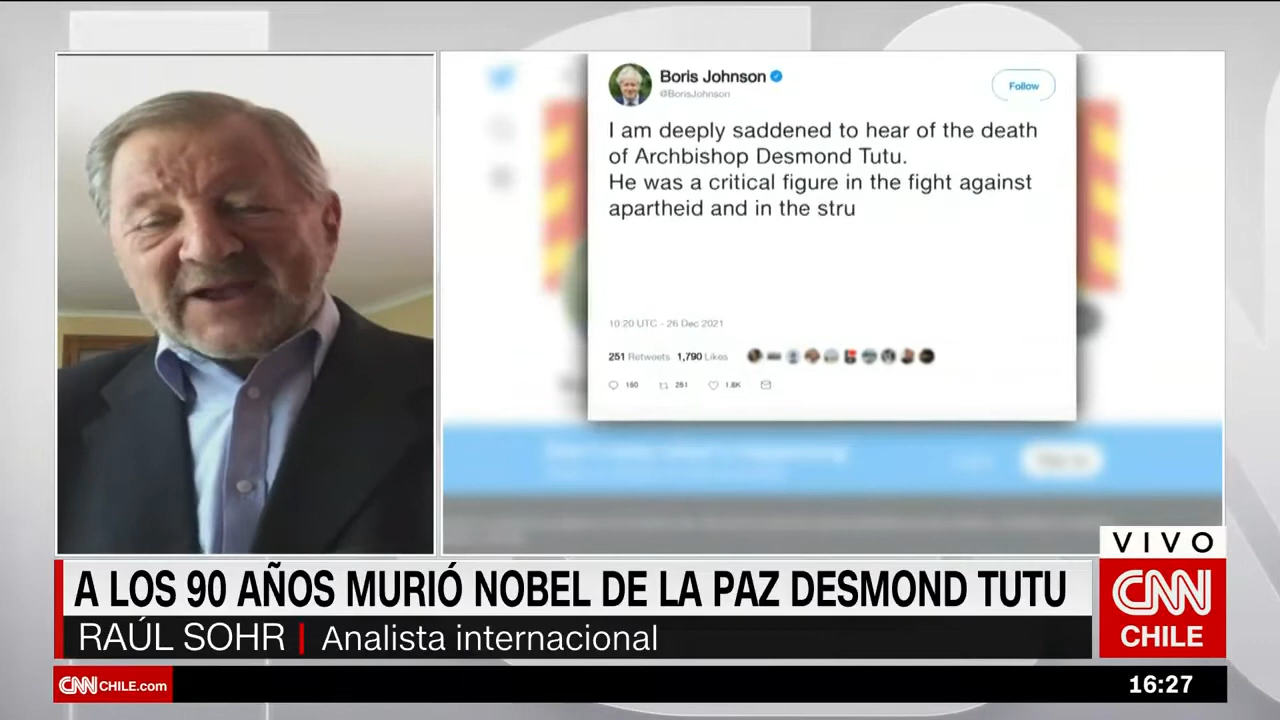 Boris Johnson
@BorisJohnson
Follow
I am deeply saddened to hear of the death
of Archbishop Desmond Tutu.
He was a critical figure in the fight against
apartheid and in the stru
10:20 UTC - 26 Dec 2021
251 Retweets 1,790 Likes
160 251 1.8K
VIVO
CNN
CHILE
A LOS 90 AÑOS MURIÓ NOBEL DE LA PAZ DESMOND TUTU
RAÚL SOHR | Analista internacional
CNNCHILE.com
16:27